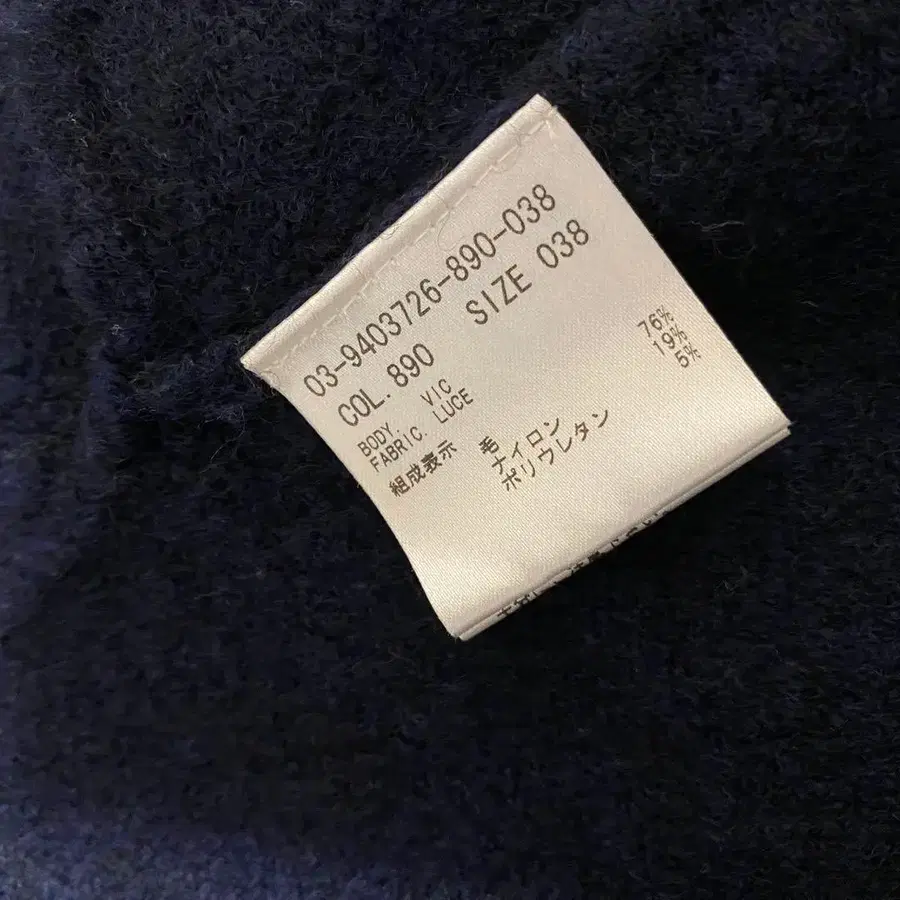 03-9403726-890-038
COL. 890 SIZE 038
BODY. VIC
FABRIC. LUCE
組成表示 毛 76%
ナイロン 19%
ポリウレタン 5%